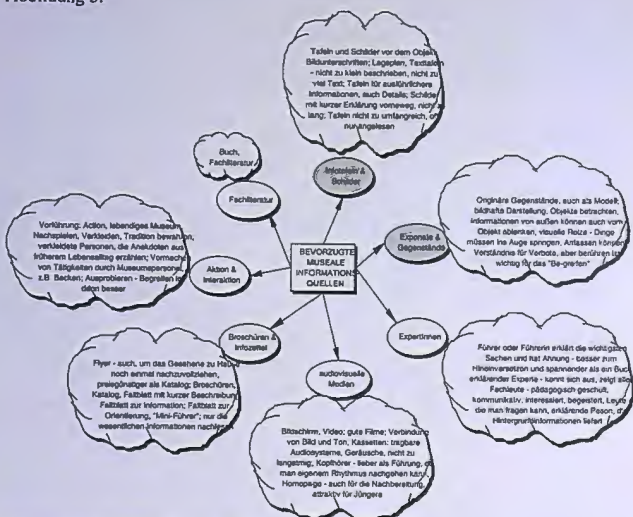 Tafeln und Schilder vor dem Objekt
Bildunterschriften; Lageplan, Texttafeln
- nicht zu klein beschrieben, nicht zu
viel Text; Tafeln für ausführlichere
Informationen, auch Details; Schilder
mit kurzer Erklärung vorneweg, nicht zu
lang; Tafeln nicht zu umfangreich, oft
nur angelesen
Infotafeln &
Schilder
Buch,
Fachliteratur
Fachliteratur
Originäre Gegenstände, auch als Modell,
bildhafte Darstellung. Objekte betrachten,
Informationen von außen können auch vom
Objekt ablenken, visuelle Reize - Dinge
müssen ins Auge springen, Anfassen können,
Verständnis für Verbote, aber berühren ist
wichtig für das "Be-greifen"
Exponate &
Gegenstände
Vorführung: Action, lebendiges Museum,
Nachspielen, Verkleiden, Tradition bewahren,
verkleidete Personen, die Anekdoten aus
früherem Lebensalltag erzählen; Vormachen
von Tätigkeiten durch Museumspersonal,
z.B. Backen; Ausprobieren - Begreifen ist
dann besser
Aktion &
Interaktion
BEVORZUGTE
MUSEALE
INFORMATIONS
QUELLEN
ExpertInnen
Führer oder Führerin erklärt die wichtigsten
Sachen und hat Ahnung - besser zum
Hineinversetzen und spannender als ein Buch,
erklärender Experte - kennt sich aus, zeigt alles
Fachleute - pädagogisch geschult,
kommunikativ, interessiert, begeistert, Leute,
die man fragen kann, erklärende Person, die
Hintergrundinformationen liefert
Broschüren &
Infozettel
Flyer - auch, um das Gesehene zu Hause
noch einmal nachzuvollziehen,
preisgünstiger als Katalog; Broschüren,
Katalog, Faltblatt mit kurzer Beschreibung,
Faltblatt zur Information; Faltblatt zur
Orientierung, "Mini-Führer"; nur die
wesentlichen Informationen nachlesen
audiovisuelle
Medien
Bildschirm, Video; gute Filme; Verbindung
von Bild und Ton, Kassetten: tragbare
Audiosysteme, Geräusche, nicht zu
langatmig; Kopfhörer - lieber als Führung, da
man eigenem Rhythmus nachgehen kann,
Homepage - auch für die Nachbereitung,
attraktiv für Jüngere